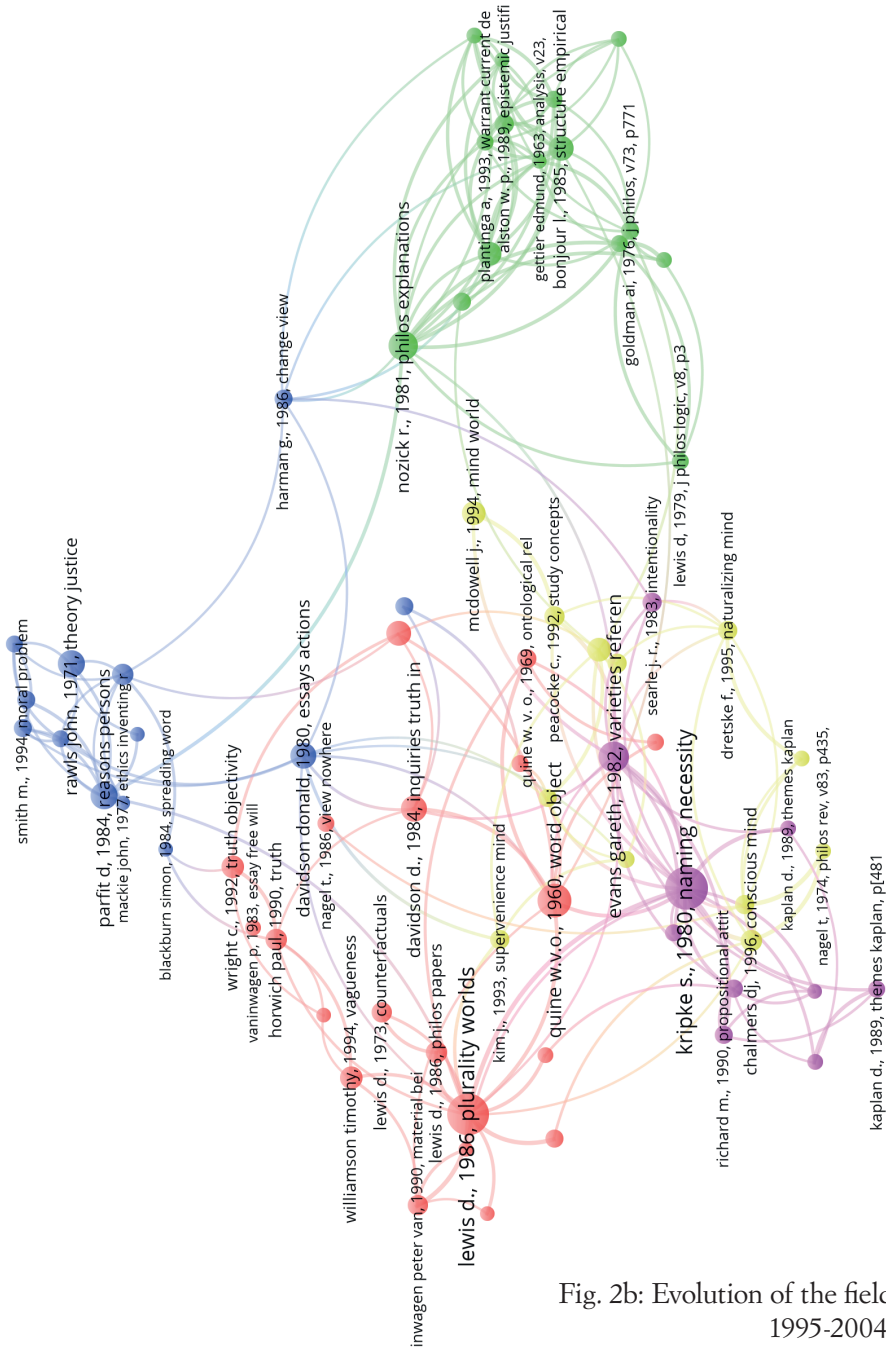 smith m., 1994, moral problem
rawls john, 1971, theory justice
parfit d, 1984, reasons persons
mackie john, 1977, ethics inventing r
blackburn simon, 1984, spreading word
wright c., 1992, truth objectivity
vaninwagen p, 1983, essay free will
horwich paul, 1990, truth
harman g., 1986, change view
davidson donald, 1980, essays actions
nagel t., 1986, view nowhere
williamson timothy, 1994, vagueness
lewis d., 1973, counterfactuals
nozick r., 1981, philos explanations
davidson d., 1984, inquiries truth in
inwagen peter van, 1990, material bei
lewis d., 1986, philos papers
lewis d., 1986, plurality worlds
mcdowell j., 1994, mind world
plantinga a, 1993, warrant current de
alston w. p., 1989, epistemic justifi
kim j., 1993, supervenience mind
quine w. v. o., 1969, ontological rel
gettier edmund, 1963, analysis, v23,
quine w.v.o., 1960, word object
peacocke c., 1992, study concepts
bonjour l., 1985, structure empirical
evans gareth, 1982, varieties referen
goldman ai, 1976, j philos, v73, p771
searle j. r., 1983, intentionality
lewis d, 1979, j philos logic, v8, p3
kripke s., 1980, naming necessity
richard m., 1990, propositional attit
dretske f., 1995, naturalizing mind
chalmers dj, 1996, conscious mind
kaplan d., 1989, themes kaplan
nagel t, 1974, philos rev, v83, p435,
kaplan d., 1989, themes kaplan, p[481
Fig. 2b: Evolution of the field
1995-2004